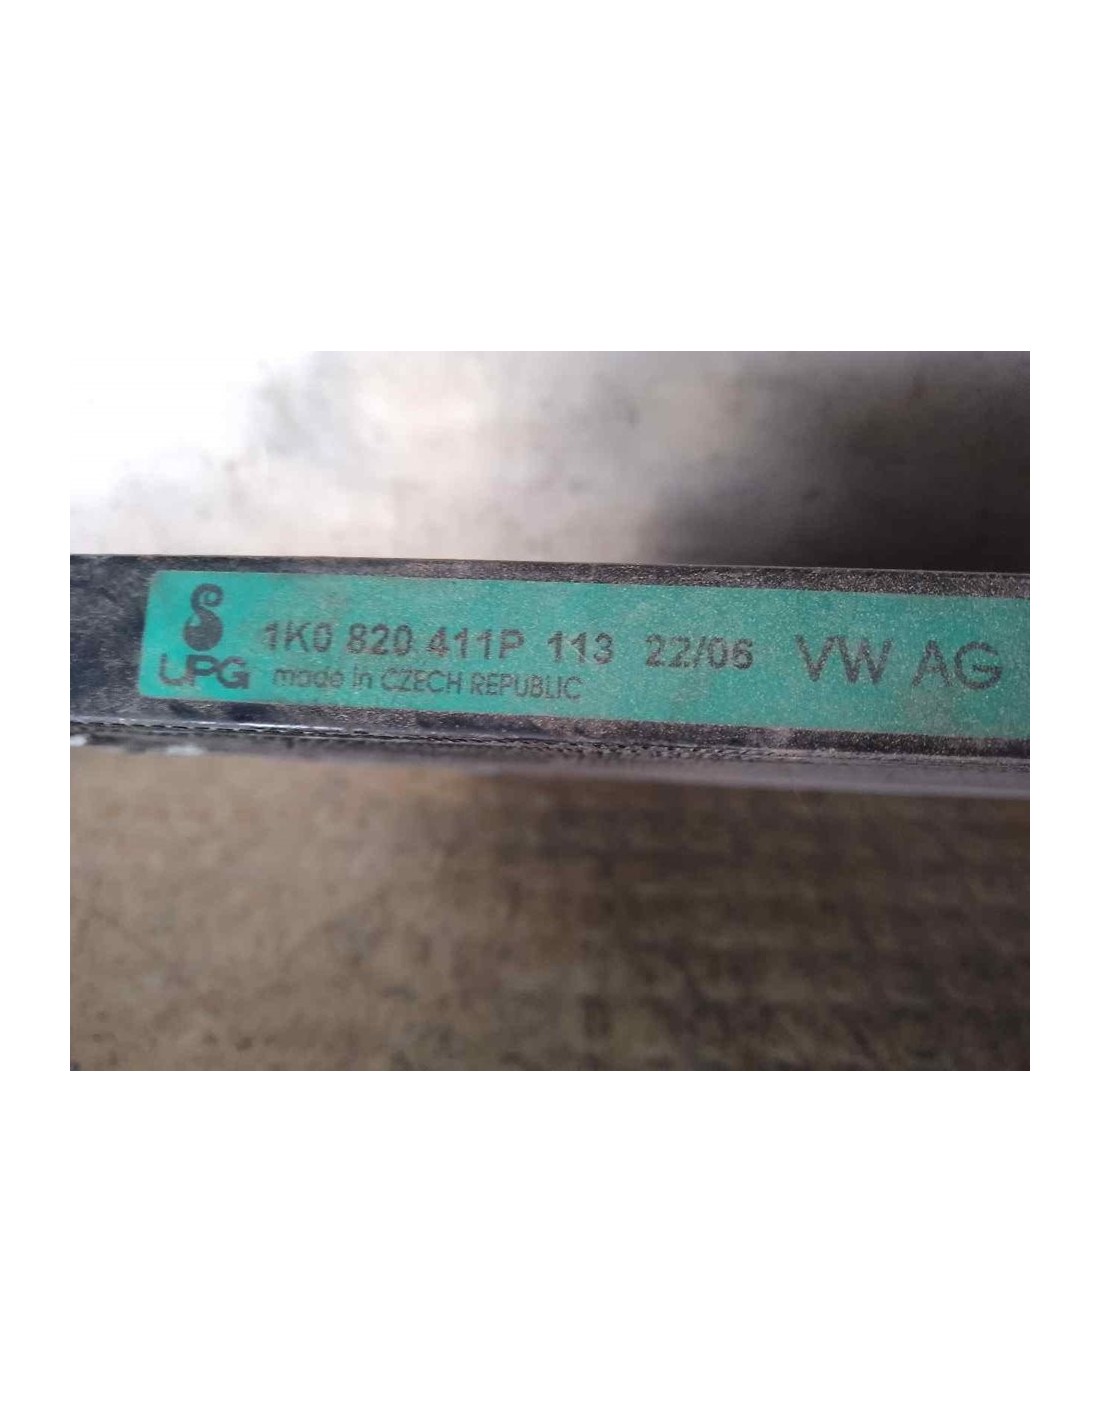 1K0 820 411P 113 22/06 VW AG
UPG made in CZECH REPUBLIC